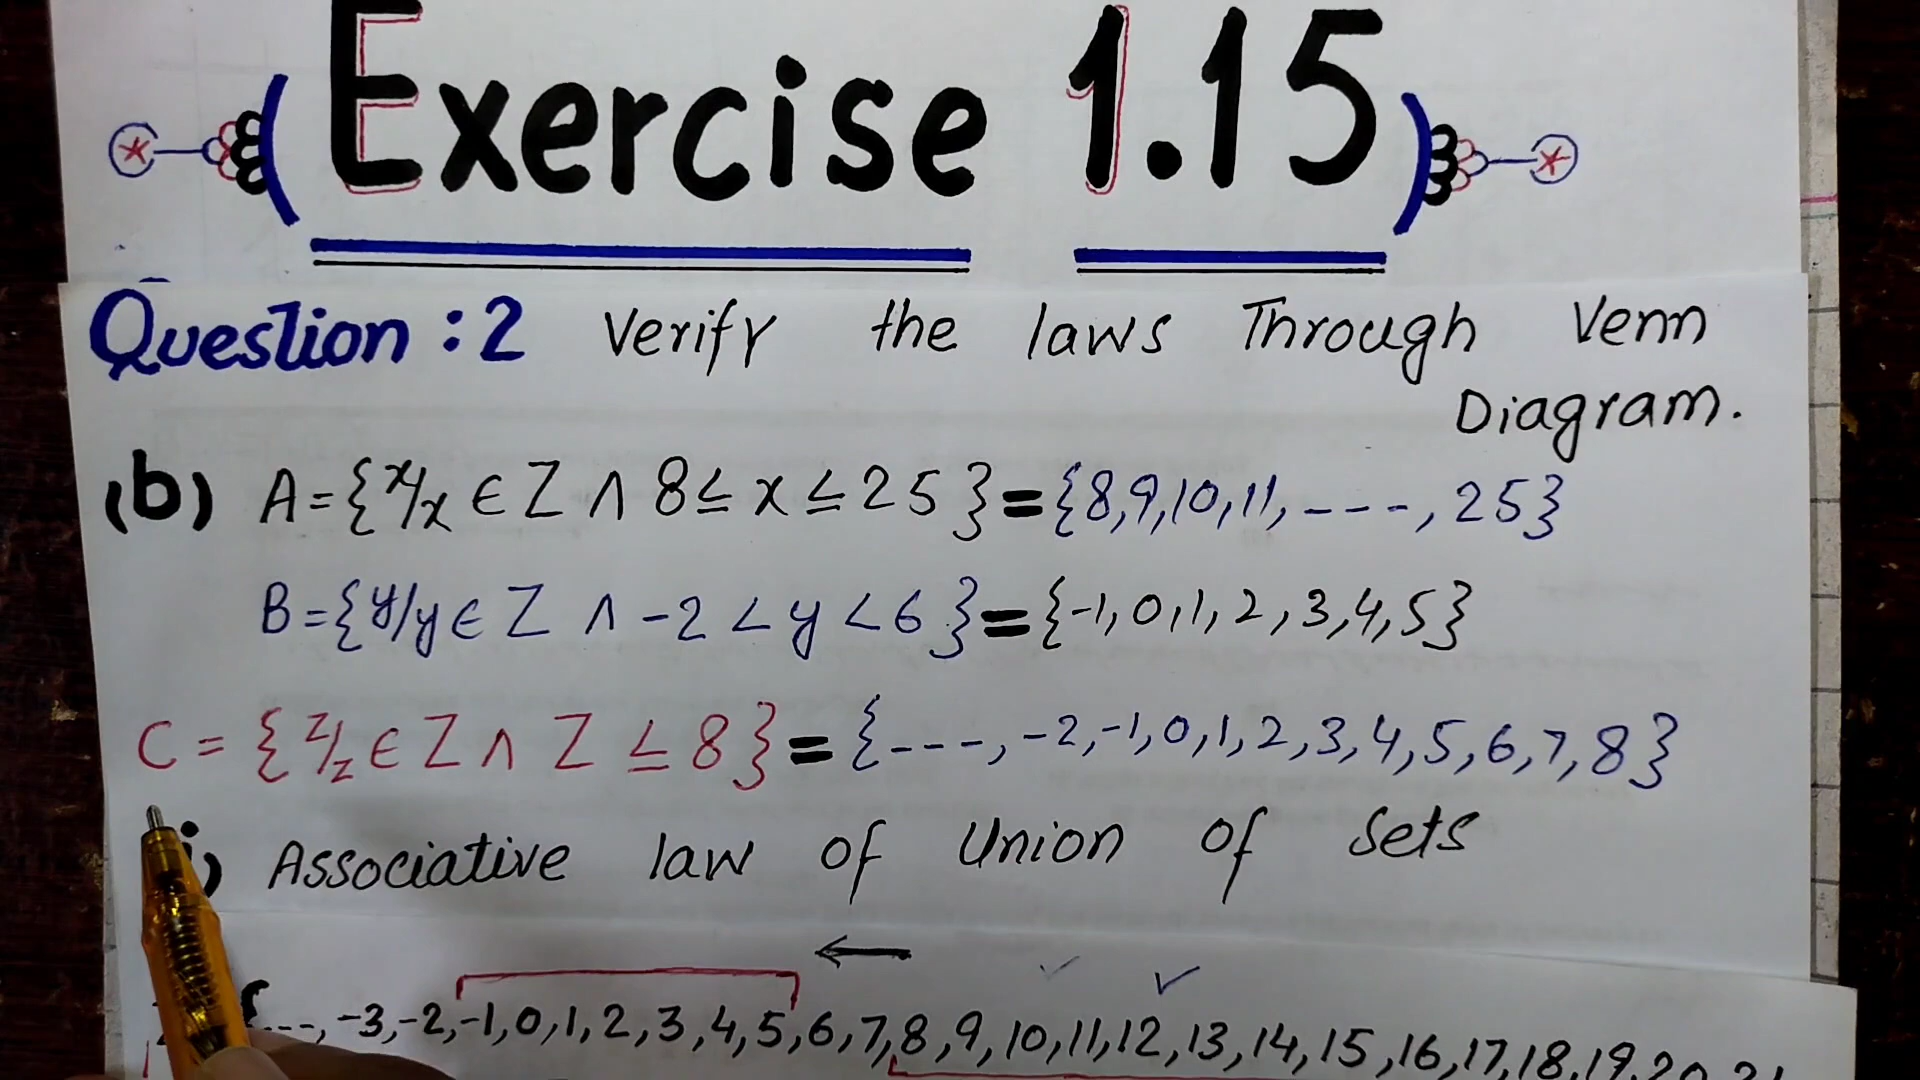 Exercise 1.15
Question : 2 Verify the laws Through Venn
Diagram.
(b) A = {x/x ∈ Z ∧ 8 ≤ x ≤ 25} = {8,9,10,11, ---, 25}
B = {y/y ∈ Z ∧ -2 < y < 6} = {-1, 0, 1, 2, 3, 4, 5}
C = {z/z ∈ Z ∧ Z ≤ 8} = {---, -2, -1, 0, 1, 2, 3, 4, 5, 6, 7, 8}
i) Associative law of Union of sets
{---, -3, -2, -1, 0, 1, 2, 3, 4, 5, 6, 7, 8, 9, 10, 11, 12, 13, 14, 15, 16, 17, 18, 19, 20, 21